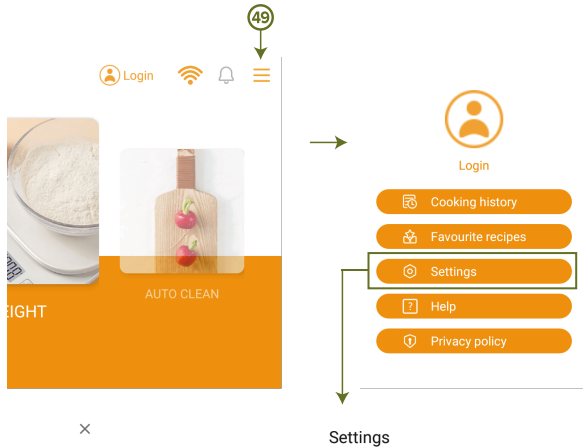 49
Login
EIGHT
AUTO CLEAN
Login
Cooking history
Favourite recipes
Settings
?
Help
Privacy policy
Settings